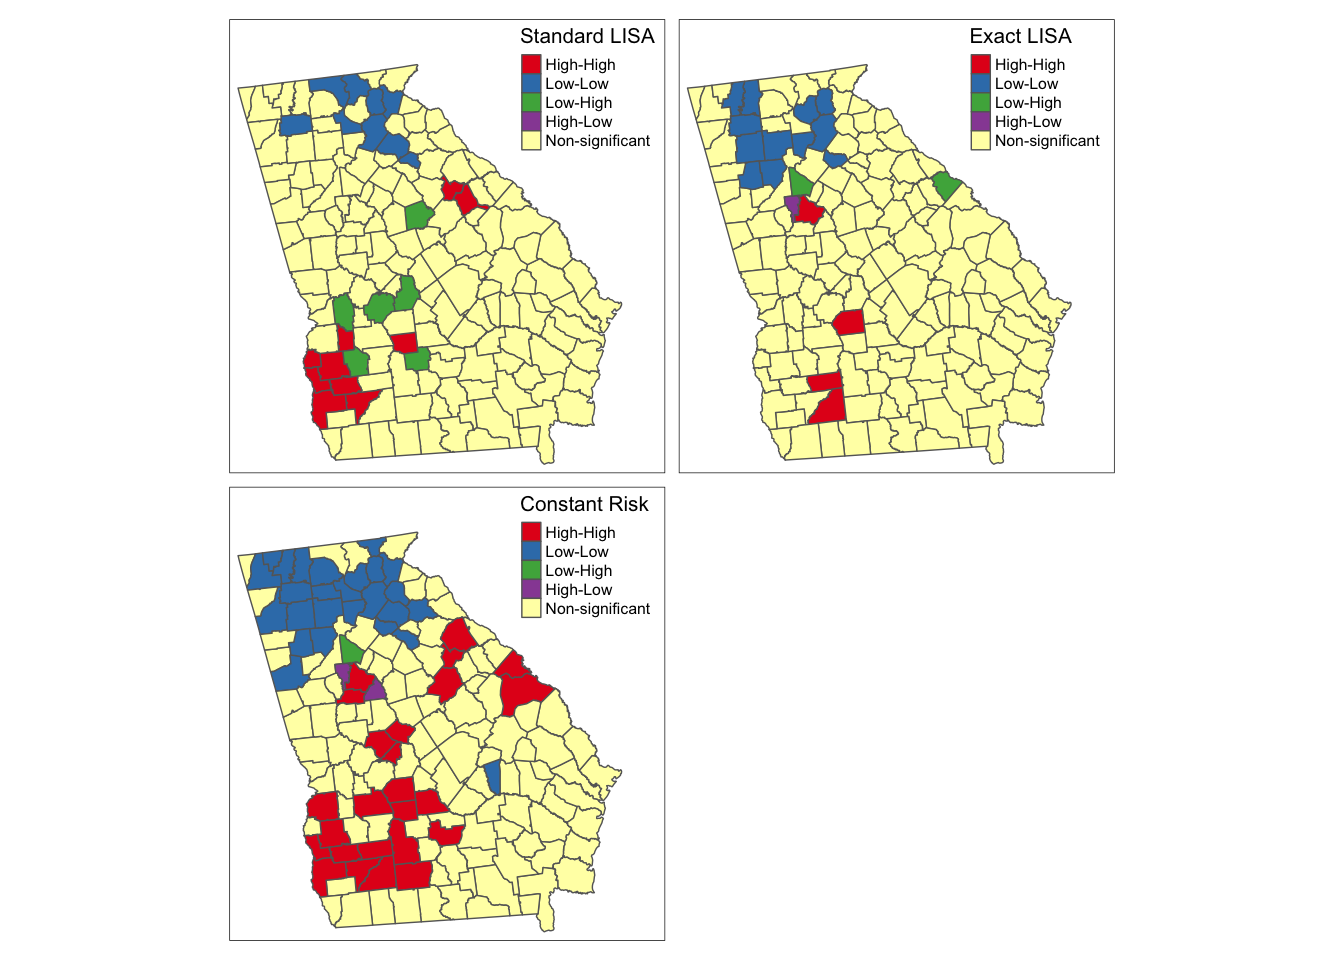 Standard LISA
High-High
Low-Low
Low-High
High-Low
Non-significant
Exact LISA
High-High
Low-Low
Low-High
High-Low
Non-significant
Constant Risk
High-High
Low-Low
Low-High
High-Low
Non-significant